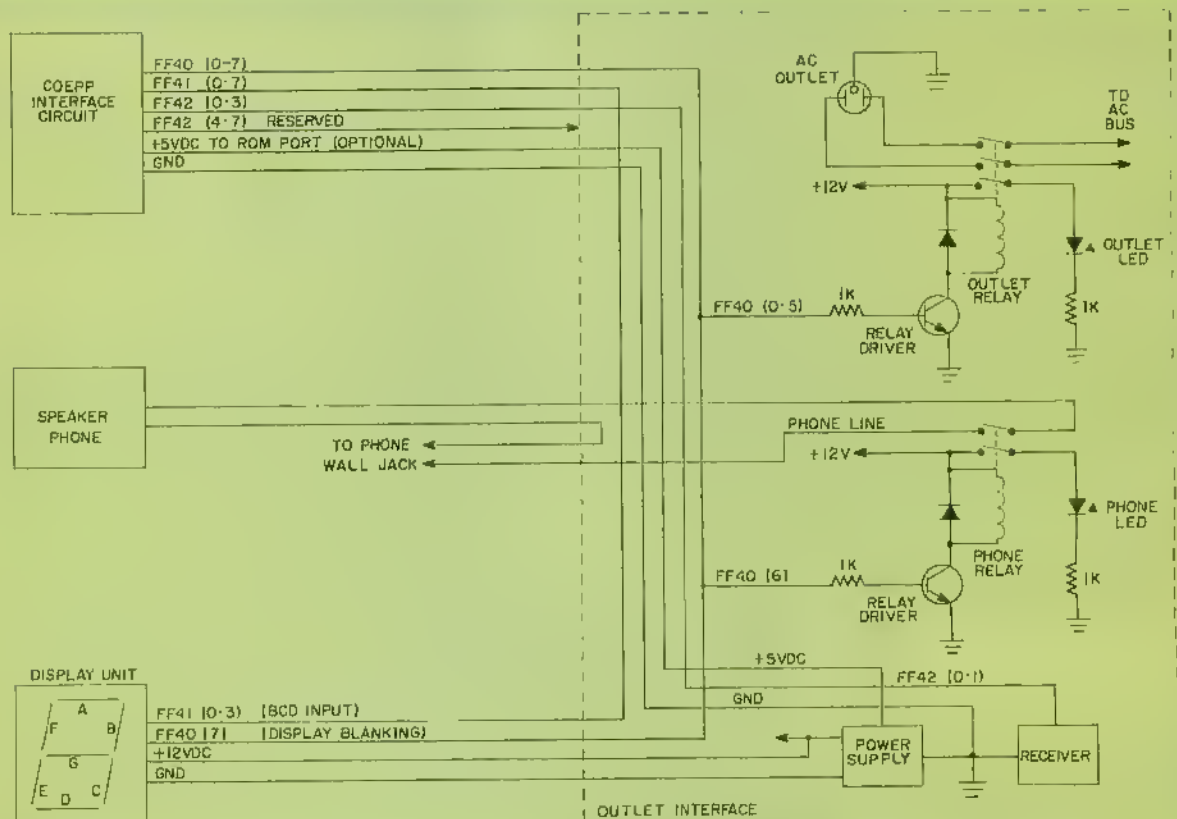 COEPP
INTERFACE
CIRCUIT
FF40 (0-7)
FF41 (0·7)
FF42 (0·3)
FF42 (4·7) RESERVED
+5VDC TO ROM PORT (OPTIONAL)
GND
AC
OUTLET
TO
AC
BUS
+12V
OUTLET
LED
OUTLET
RELAY
1K
FF40 (0·5)
1K
RELAY
DRIVER
SPEAKER
PHONE
TO PHONE
WALL JACK
PHONE LINE
+12V
PHONE
LED
PHONE
RELAY
1K
FF40 [6]
1K
RELAY
DRIVER
DISPLAY UNIT
A
F
B
G
E
D
C
FF41 (0·3) (BCD INPUT)
FF40 [7] (DISPLAY BLANKING)
+12VDC
GND
+5VDC
FF42 (0·1)
GND
POWER
SUPPLY
RECEIVER
OUTLET INTERFACE